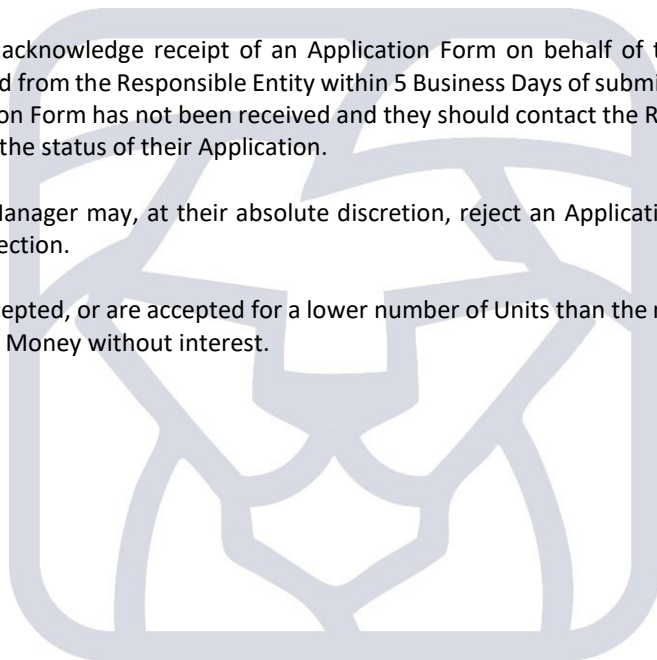 acknowledge receipt of an Application Form on behalf of
d from the Responsible Entity within 5 Business Days of submi
on Form has not been received and they should contact the R
the status of their Application.
Manager may, at their absolute discretion, reject an Applicati
ection.
cepted, or are accepted for a lower number of Units than the
Money without interest.